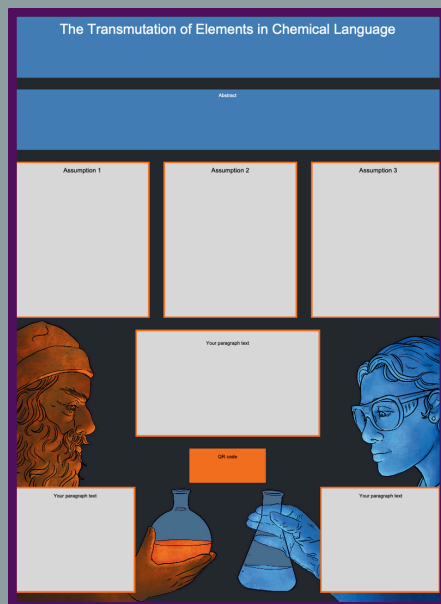 The Transmutation of Elements in Chemical Language
Abstract
Assumption 1
Assumption 2
Assumption 3
Your paragraph text
QR code
Your paragraph text
Your paragraph text